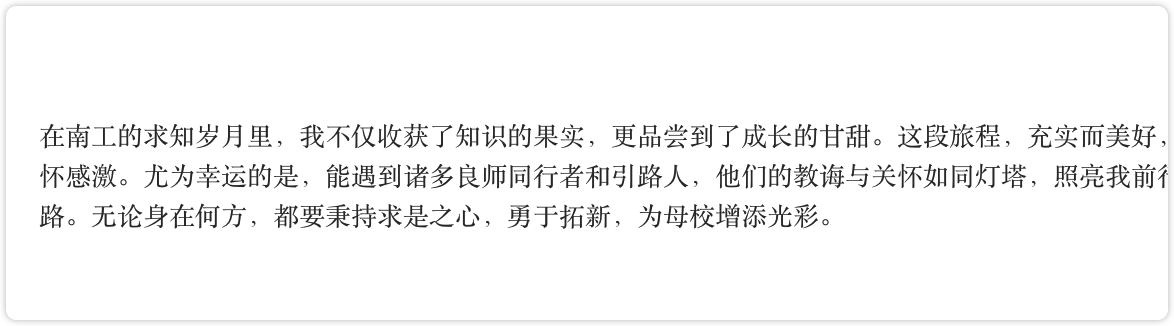 在南工的求知岁月里，我不仅收获了知识的果实，更品尝到了成长的甘甜。这段旅程，充实而美好，
怀感激。尤为幸运的是，能遇到诸多良师同行者和引路人，他们的教诲与关怀如同灯塔，照亮我前
路。无论身在何方，都要秉持求是之心，勇于拓新，为母校增添光彩。